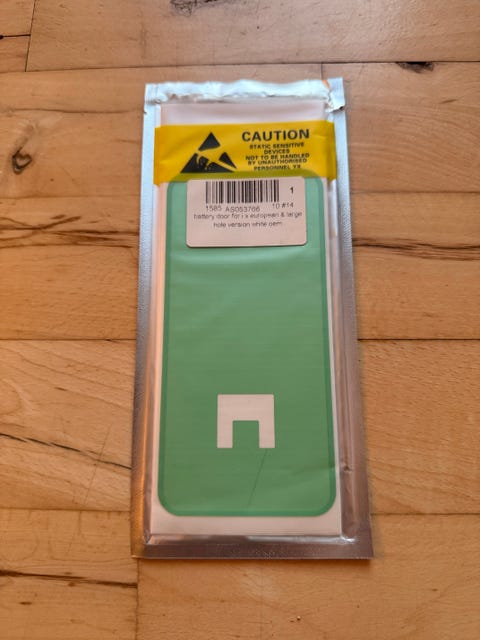 CAUTION
STATIC SENSITIVE
DEVICES
NOT TO BE HANDLED
BY UNAUTHORISED
PERSONNEL YX
1
1585 AS053766 10 #14
battery door for i x european & large
hole version white oem